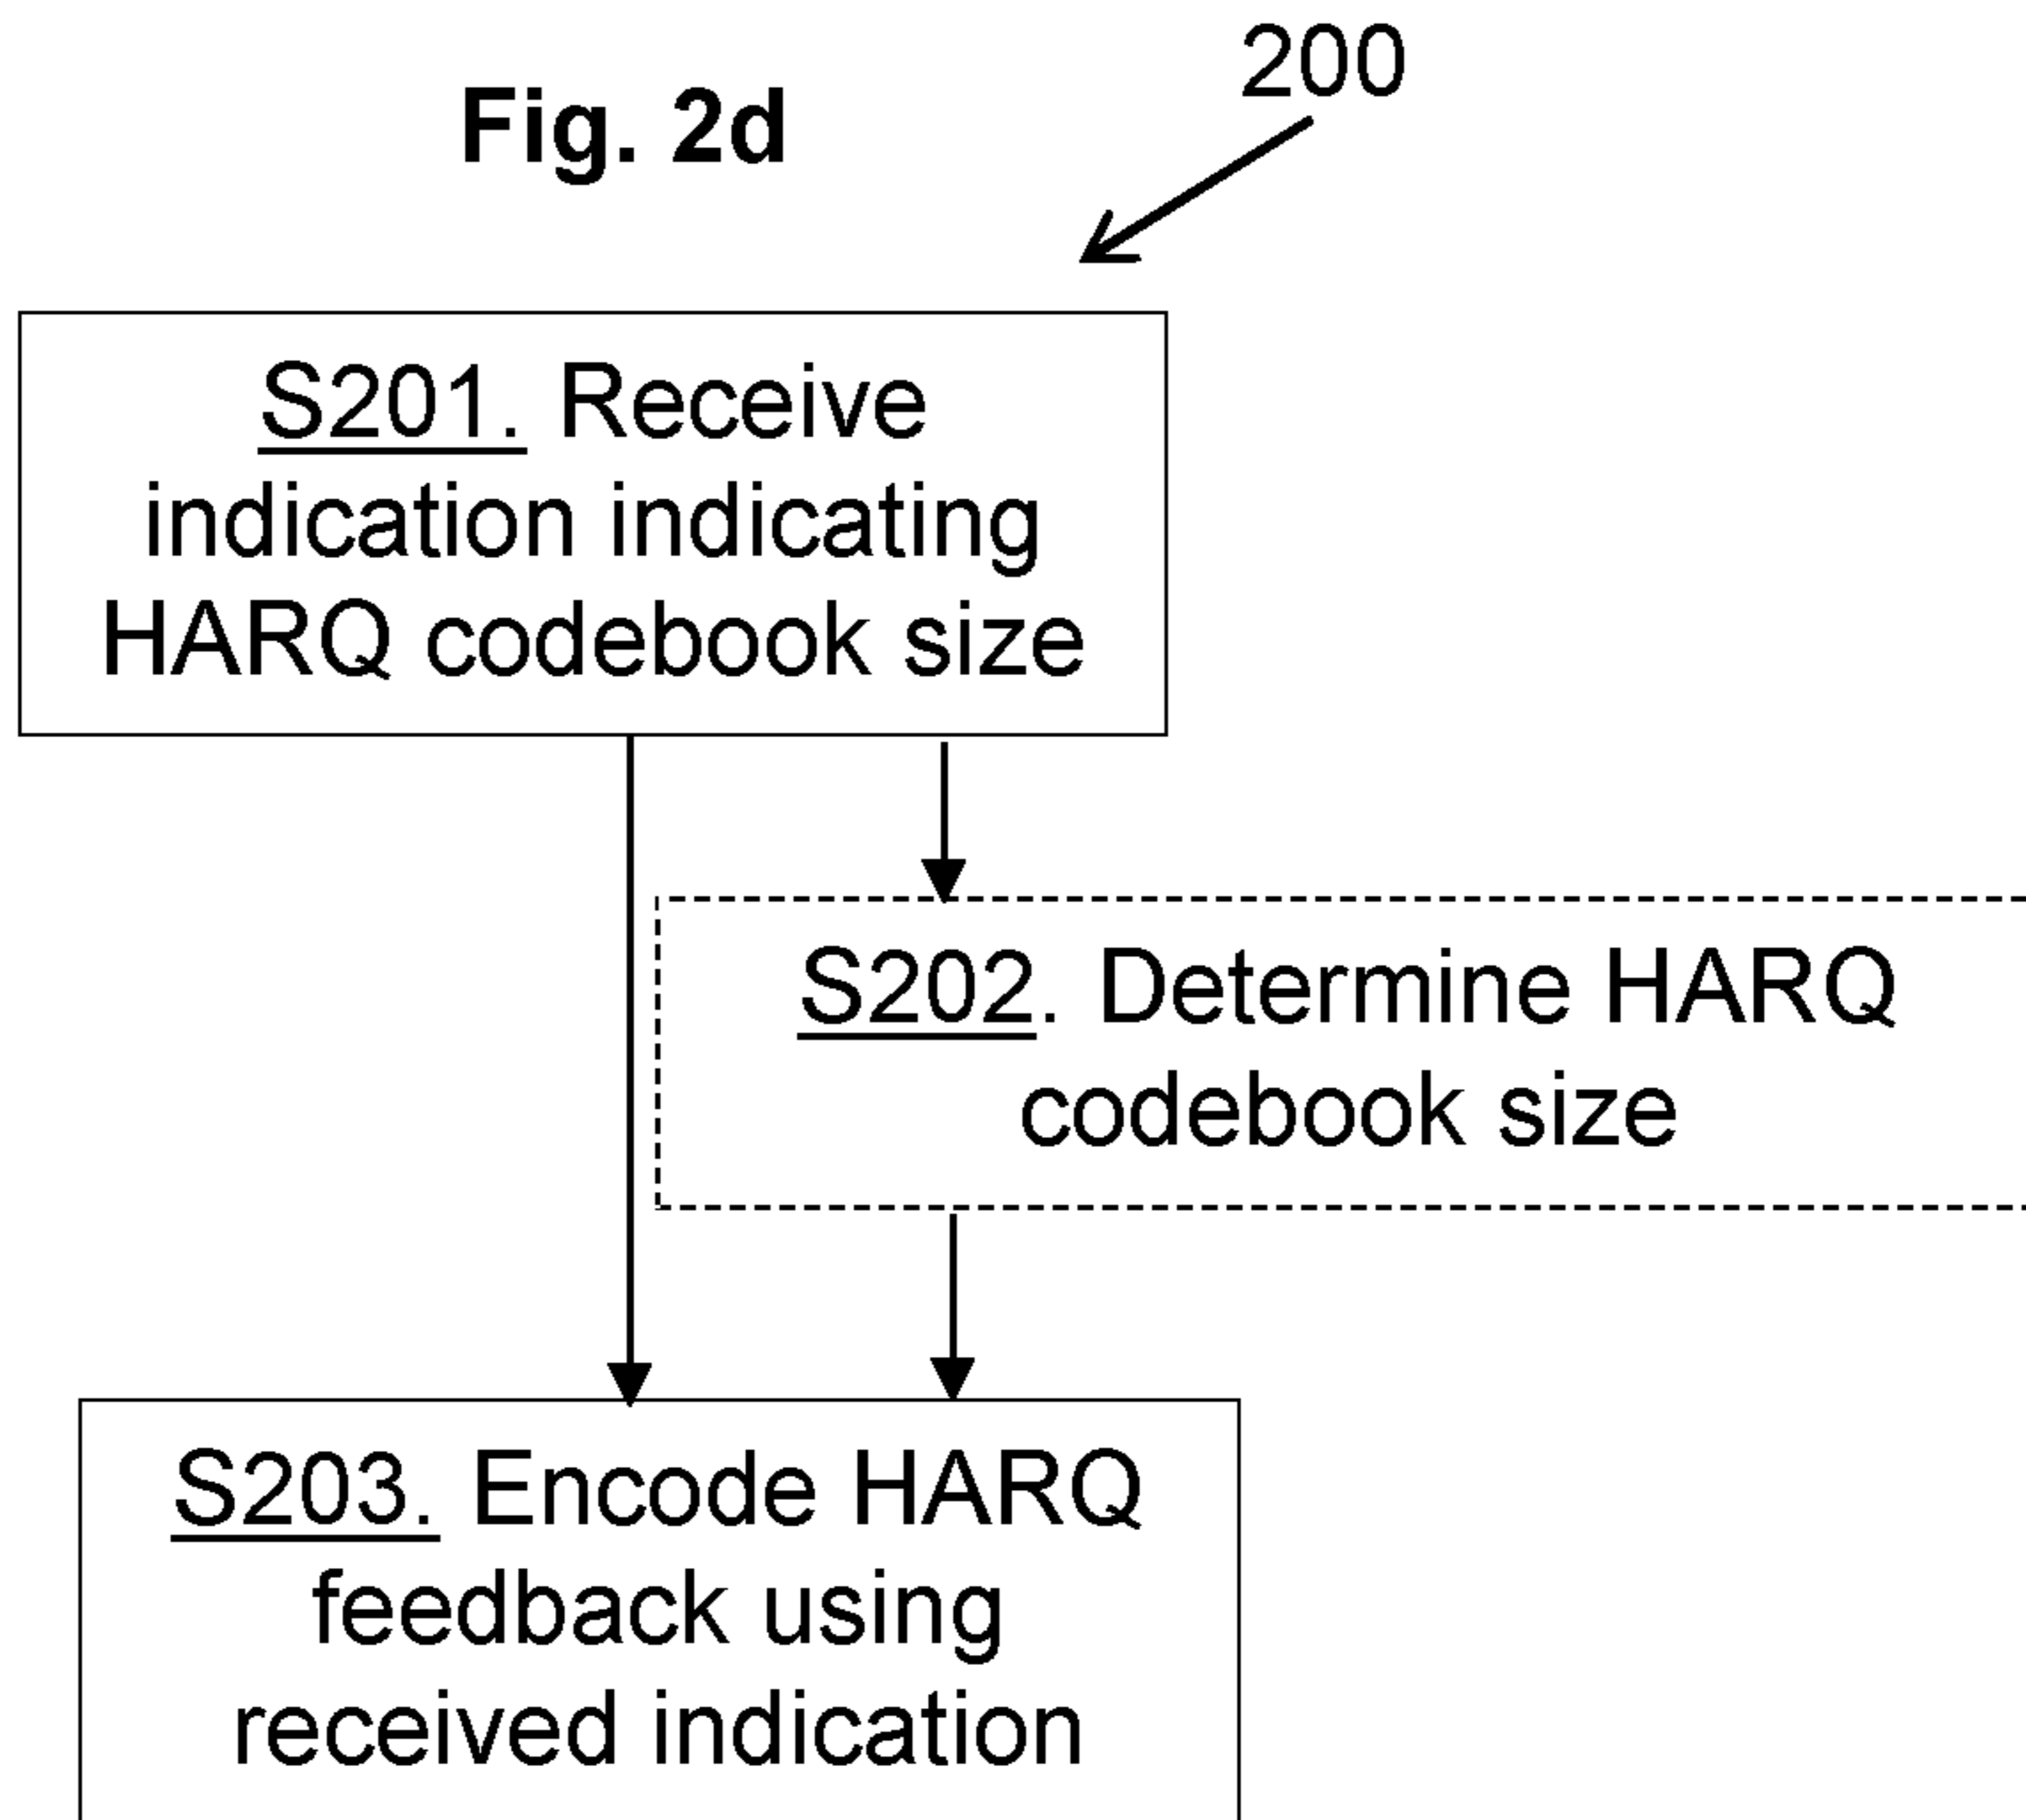 200
Fig. 2d
S201. Receive
indication indicating
HARQ codebook size
S202. Determine HARQ
codebook size
S203. Encode HARQ
feedback using
received indication